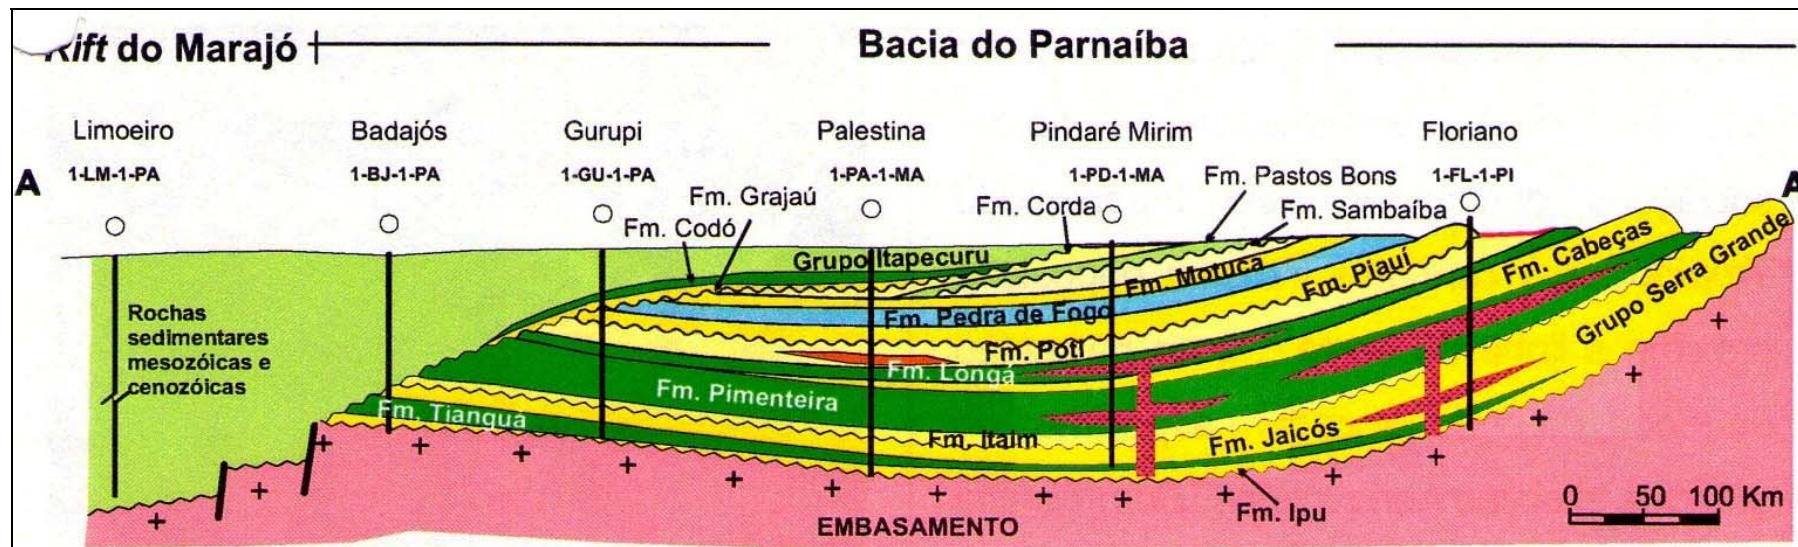 Rift do Marajó
Bacia do Parnaíba
Limoeiro
Badajós
Gurupi
Palestina
Pindaré Mirim
Floriano
A
1-LM-1-PA
1-BJ-1-PA
1-GU-1-PA
1-PA-1-MA
1-PD-1-MA
1-FL-1-PI
A
Fm. Pastos Bons
Fm. Grajaú
Fm. Corda
Fm. Sambaíba
Fm. Codó
Grupo Itapecuru
Fm. Motuca
Fm. Piauí
Fm. Cabeças
Grupo Serra Grande
Rochas
sedimentares
mesozóicas e
cenozóicas
Fm. Pedra de Fogo
Fm. Poti
Fm. Longá
Fm. Pimenteira
Fm. Tianguá
Fm. Itaim
Fm. Jaicós
Fm. Ipu
EMBASAMENTO
0 50 100 Km